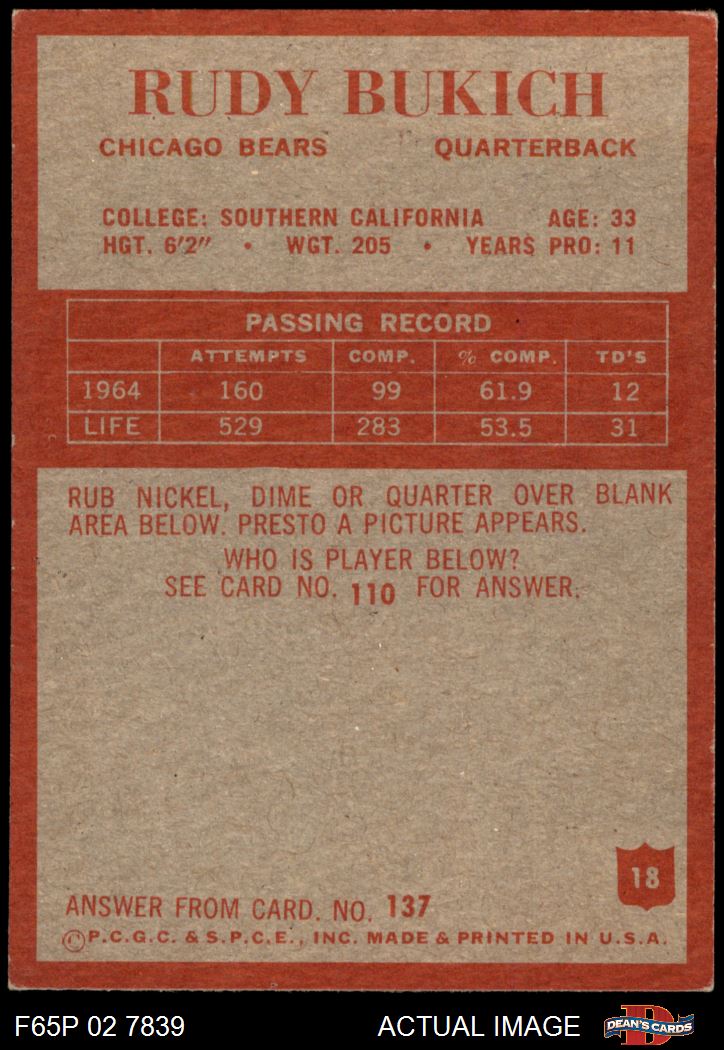 RUDY BUKICH
CHICAGO BEARS QUARTERBACK
COLLEGE: SOUTHERN CALIFORNIA AGE: 33
HGT. 6'2" • WGT. 205 • YEARS PRO: 11
PASSING RECORD
ATTEMPTS COMP. % COMP. TD'S
1964 160 99 61.9 12
LIFE 529 283 53.5 31
RUB NICKEL, DIME OR QUARTER OVER BLANK
AREA BELOW. PRESTO A PICTURE APPEARS.
WHO IS PLAYER BELOW?
SEE CARD NO. 110 FOR ANSWER.
18
ANSWER FROM CARD. NO. 137
©P.C.G.C. & S.P.C.E., INC. MADE & PRINTED IN U.S.A.
F65P 02 7839 ACTUAL IMAGE D DEAN'S CARDS